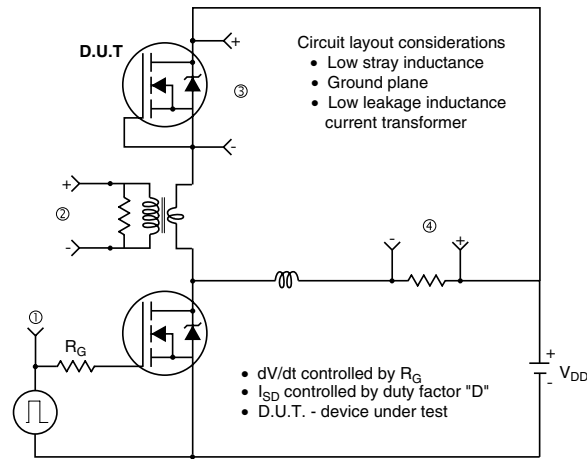 D.U.T
+
③
-
Circuit layout considerations
• Low stray inductance
• Ground plane
• Low leakage inductance
current transformer
+
②
-
-
④
+
①
R_G
+
V_DD
-
• dV/dt controlled by R_G
• I_SD controlled by duty factor "D"
• D.U.T. - device under test